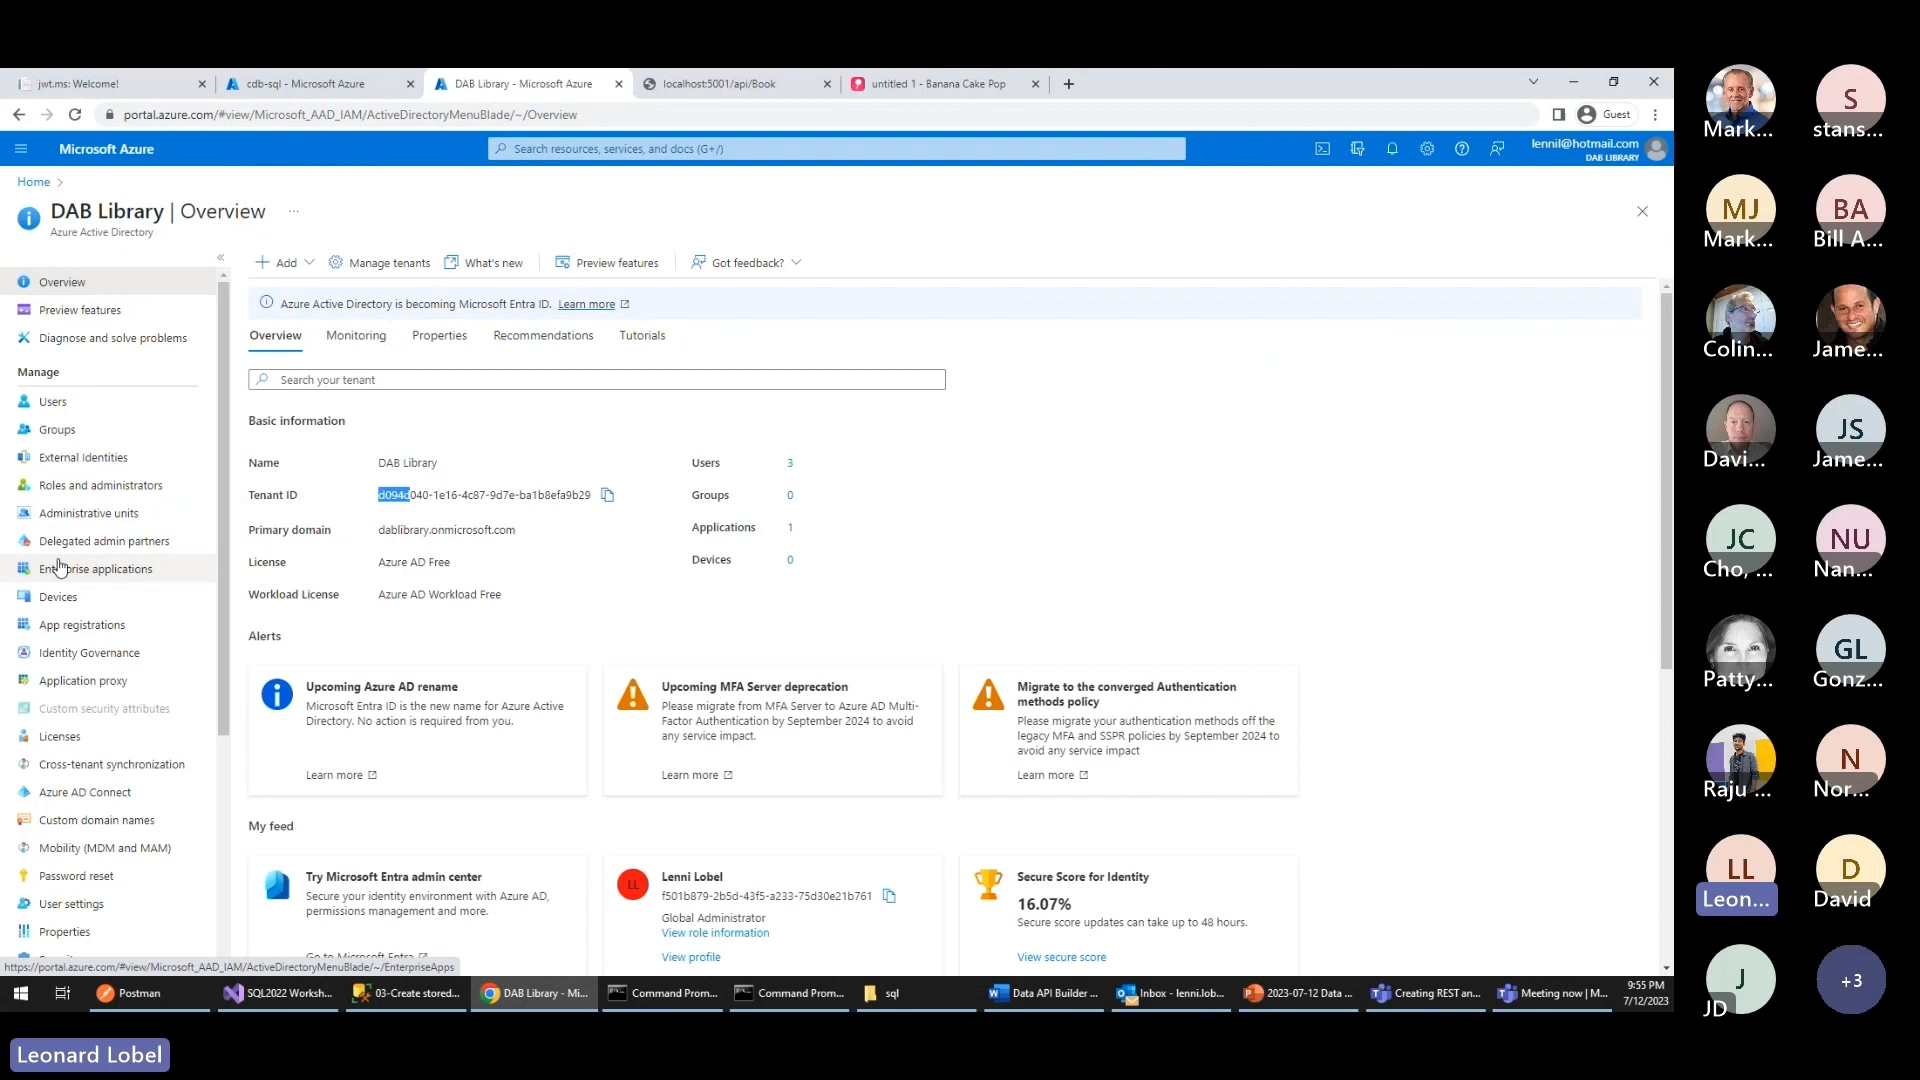 jwt.ms: Welcome!
cdb-sql - Microsoft Azure
DAB Library - Microsoft Azure
localhost:5001/api/Book
untitled 1 - Banana Cake Pop
portal.azure.com/#view/Microsoft_AAD_IAM/ActiveDirectoryMenuBlade/~/Overview
Guest
Microsoft Azure
Search resources, services, and docs (G+/)
lennil@hotmail.com
DAB LIBRARY
Home
DAB Library | Overview
Azure Active Directory
Overview
Preview features
Diagnose and solve problems
Manage
Users
Groups
External Identities
Roles and administrators
Administrative units
Delegated admin partners
Enterprise applications
Devices
App registrations
Identity Governance
Application proxy
Custom security attributes
Licenses
Cross-tenant synchronization
Azure AD Connect
Custom domain names
Mobility (MDM and MAM)
Password reset
User settings
Properties
https://portal.azure.com/#view/Microsoft_AAD_IAM/ActiveDirectoryMenuBlade/~/EnterpriseApps
Add
Manage tenants
What's new
Preview features
Got feedback?
Azure Active Directory is becoming Microsoft Entra ID. Learn more
Overview
Monitoring
Properties
Recommendations
Tutorials
Search your tenant
Basic information
Name DAB Library
Tenant ID d094d040-1e16-4c87-9d7e-ba1b8efa9b29
Primary domain dablibrary.onmicrosoft.com
License Azure AD Free
Workload License Azure AD Workload Free
Users 3
Groups 0
Applications 1
Devices 0
Alerts
Upcoming Azure AD rename
Microsoft Entra ID is the new name for Azure Active
Directory. No action is required from you.
Learn more
Upcoming MFA Server deprecation
Please migrate from MFA Server to Azure AD Multi-
Factor Authentication by September 2024 to avoid
any service impact.
Learn more
Migrate to the converged Authentication
methods policy
Please migrate your authentication methods off the
legacy MFA and SSPR policies by September 2024 to
avoid any service impact
Learn more
My feed
Try Microsoft Entra admin center
Secure your identity environment with Azure AD,
permissions management and more.
Go to Microsoft Entra
LL
Lenni Lobel
f501b879-2b5d-43f5-a233-75d30e21b761
Global Administrator
View role information
View profile
Secure Score for Identity
16.07%
Secure score updates can take up to 48 hours.
View secure score
Postman
SQL2022 Worksh...
03-Create stored...
DAB Library - Mi...
Command Prom...
Command Prom...
sql
Data API Builder ...
Inbox - lenni.lob...
2023-07-12 Data ...
Creating REST an...
Meeting now | M...
9:55 PM
7/12/2023
Mark...
S
stans...
MJ
Mark...
BA
Bill A...
Colin...
Jame...
Davi...
JS
Jame...
JC
Cho, ...
NU
Nan...
Patty...
GL
Gonz...
Raju ...
N
Nor...
LL
Leon...
D
David
J
JD
+3
Leonard Lobel